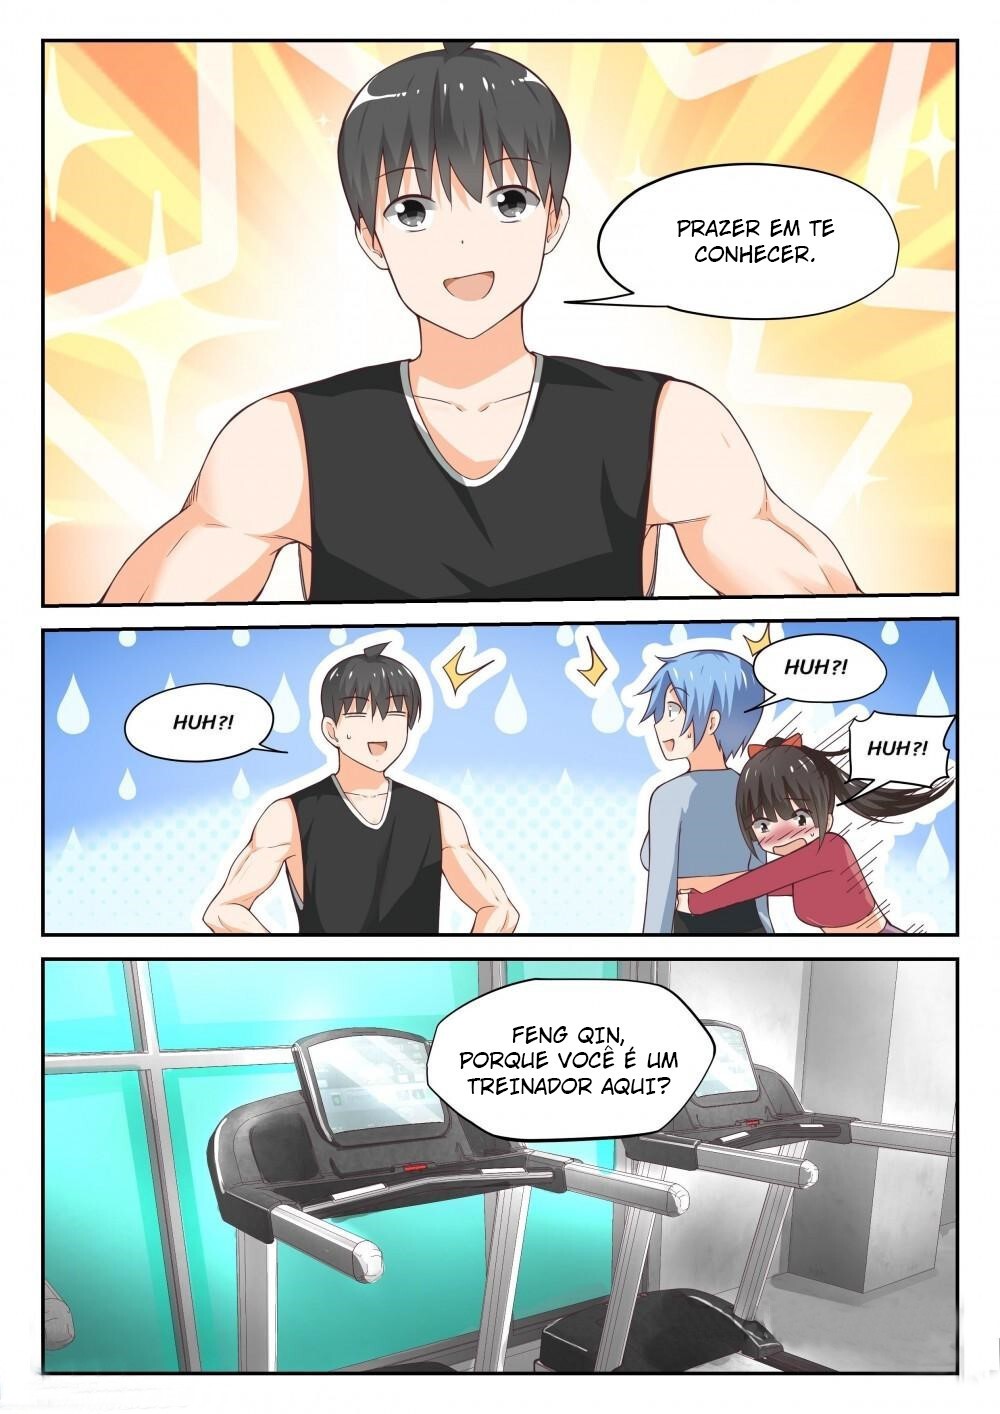 PRAZER EM TE
CONHECER.
HUH?!
HUH?!
HUH?!
FENG QIN,
PORQUE VOCÊ É UM
TREINADOR AQUI?